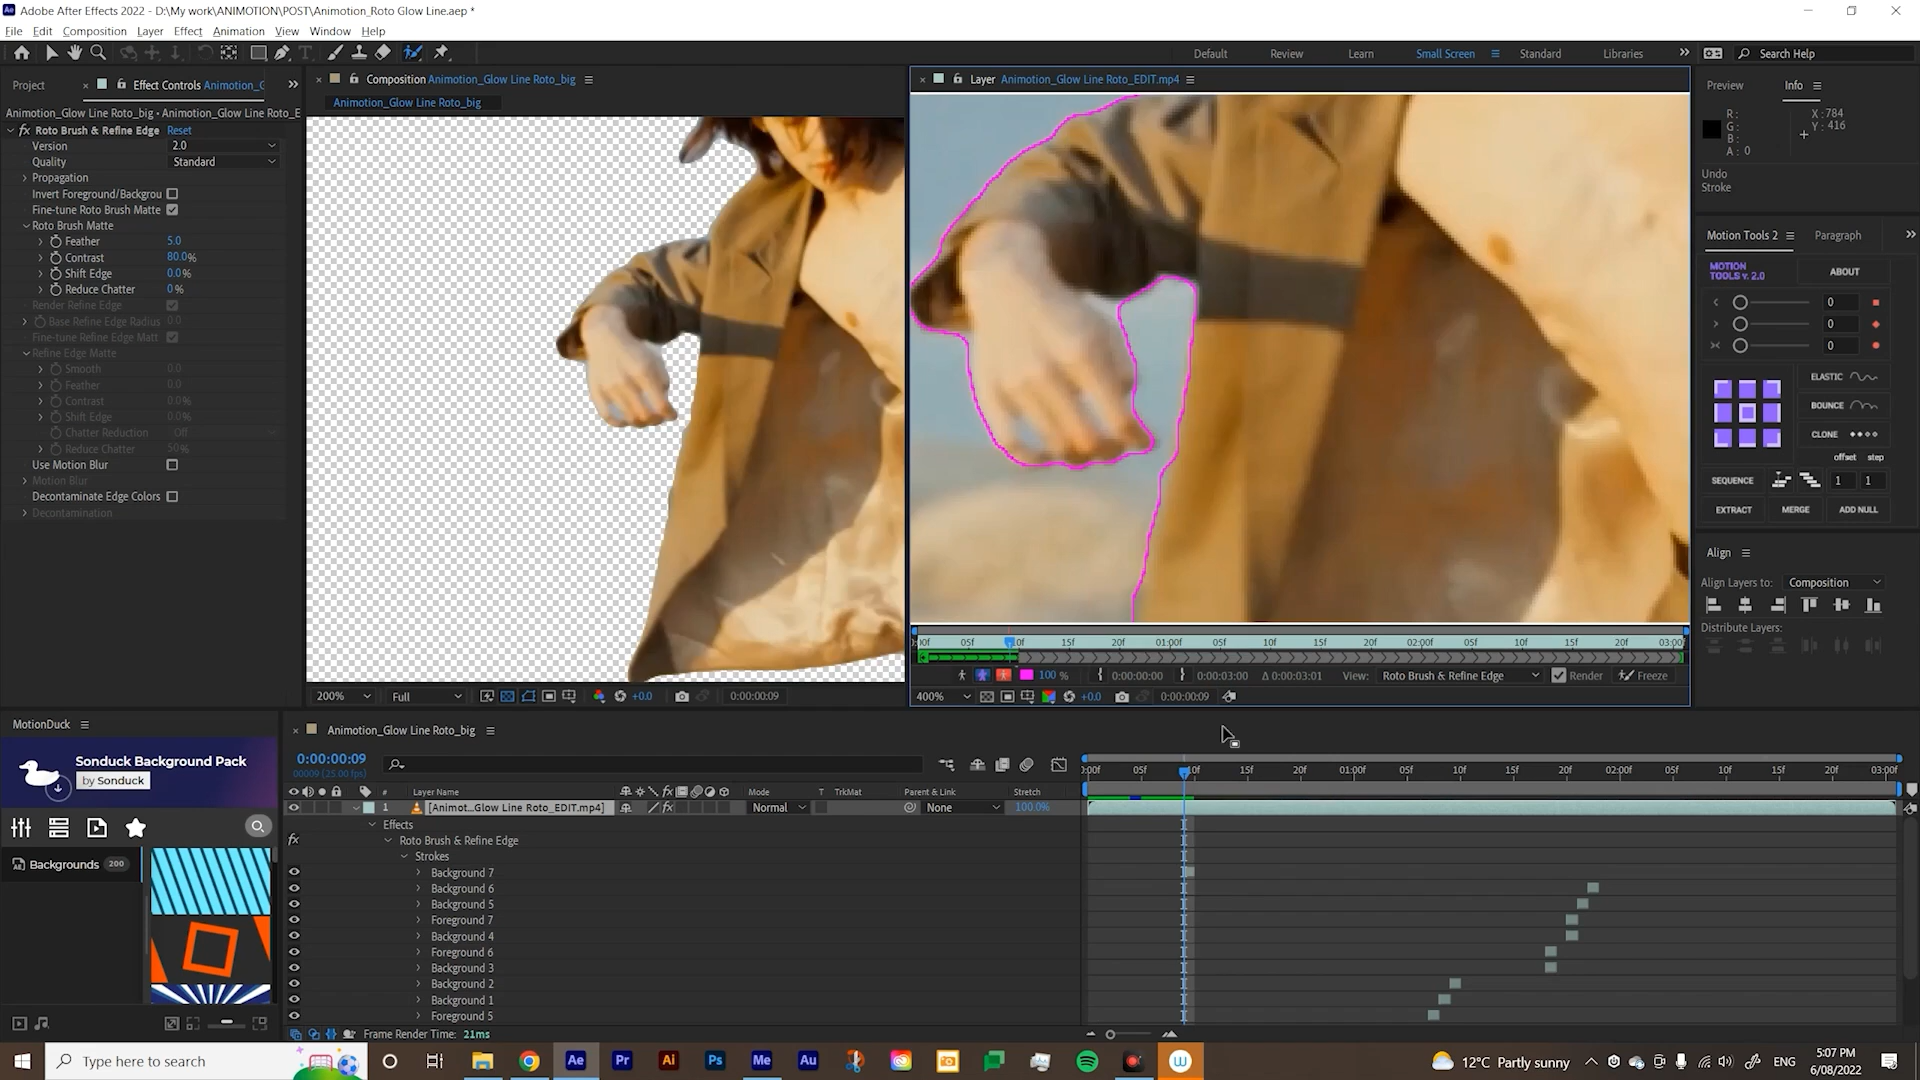 Adobe After Effects 2022 - D:\My work\ANIMOTION\POST\Animotion_Roto Glow Line.aep *
File Edit Composition Layer Effect Animation View Window Help
Default Review Learn Small Screen Standard Libraries Search Help
Project Effect Controls Animotion_G
Animotion_Glow Line Roto_big • Animotion_Glow Line Roto_E
fx Roto Brush & Refine Edge Reset
Version 2.0
Quality Standard
Propagation
Invert Foreground/Backgrou
Fine-tune Roto Brush Matte
Roto Brush Matte
Feather 5.0
Contrast 80.0%
Shift Edge 0.0%
Reduce Chatter 0%
Render Refine Edge
Base Refine Edge Radius 0.0
Fine-tune Refine Edge Matt
Refine Edge Matte
Smooth 0.0
Feather 0.0
Contrast 0.0%
Shift Edge 0.0%
Chatter Reduction Off
Reduce Chatter 50%
Use Motion Blur
Motion Blur
Decontaminate Edge Colors
Decontamination
Composition Animotion_Glow Line Roto_big
Animotion_Glow Line Roto_big
200% Full +0.0 0:00:00:09
Layer Animotion_Glow Line Roto_EDIT.mp4
:00f 05f 10f 15f 20f 01:00f 05f 10f 15f 20f 02:00f 05f 10f 15f 20f 03:00f
100 % 0:00:00:00 0:00:03:00 Δ 0:00:03:01 View: Roto Brush & Refine Edge Render Freeze
400% +0.0 0:00:00:09
Preview Info
R: X: 784
G: Y: 416
B:
A: 0
Undo
Stroke
Motion Tools 2 Paragraph
MOTION TOOLS v. 2.0 ABOUT
0
0
0
ELASTIC
BOUNCE
CLONE
offset step
SEQUENCE 1 1
EXTRACT MERGE ADD NULL
Align
Align Layers to: Composition
Distribute Layers:
MotionDuck
Sonduck Background Pack
by Sonduck
Backgrounds 200
Animotion_Glow Line Roto_big
0:00:00:09
00009 (25.00 fps)
# Layer Name Mode T TrkMat Parent & Link Stretch
1 [Animot...Glow Line Roto_EDIT.mp4] Normal None 100.0%
:00f 05f 10f 15f 20f 01:00f 05f 10f 15f 20f 02:00f 05f 10f 15f 20f 03:00f
Effects
fx Roto Brush & Refine Edge
Strokes
Background 7
Background 6
Background 5
Foreground 7
Background 4
Foreground 6
Background 3
Background 2
Background 1
Foreground 5
Frame Render Time: 21ms
Type here to search
Ae Pr Ai Ps Me Au W
12°C Partly sunny ENG 5:07 PM
6/08/2022